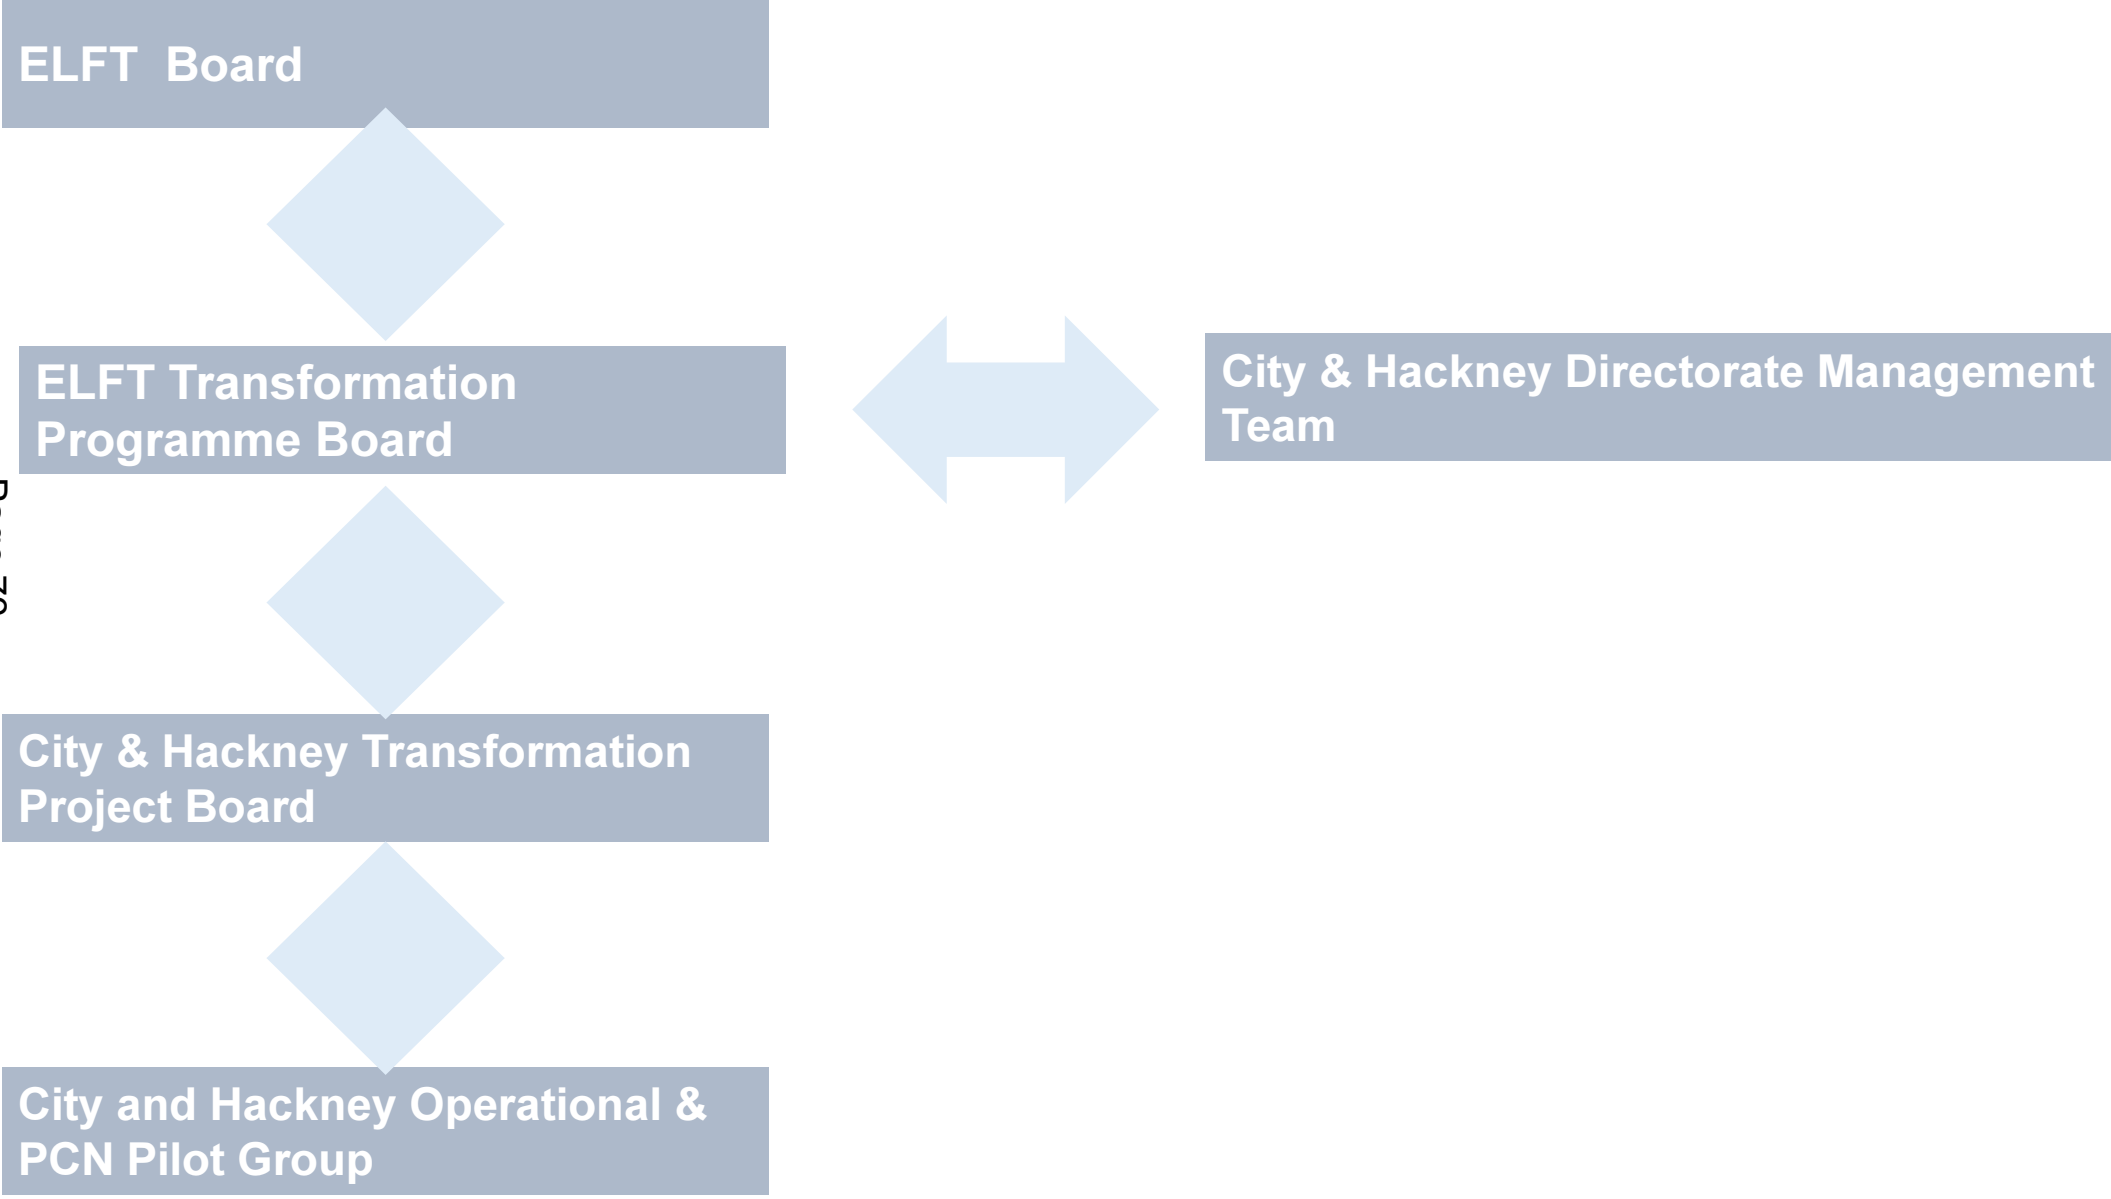 ELFT  Board
ELFT Transformation
Programme Board
City & Hackney Directorate Management
Team
City & Hackney Transformation
Project Board
City and Hackney Operational &
PCN Pilot Group